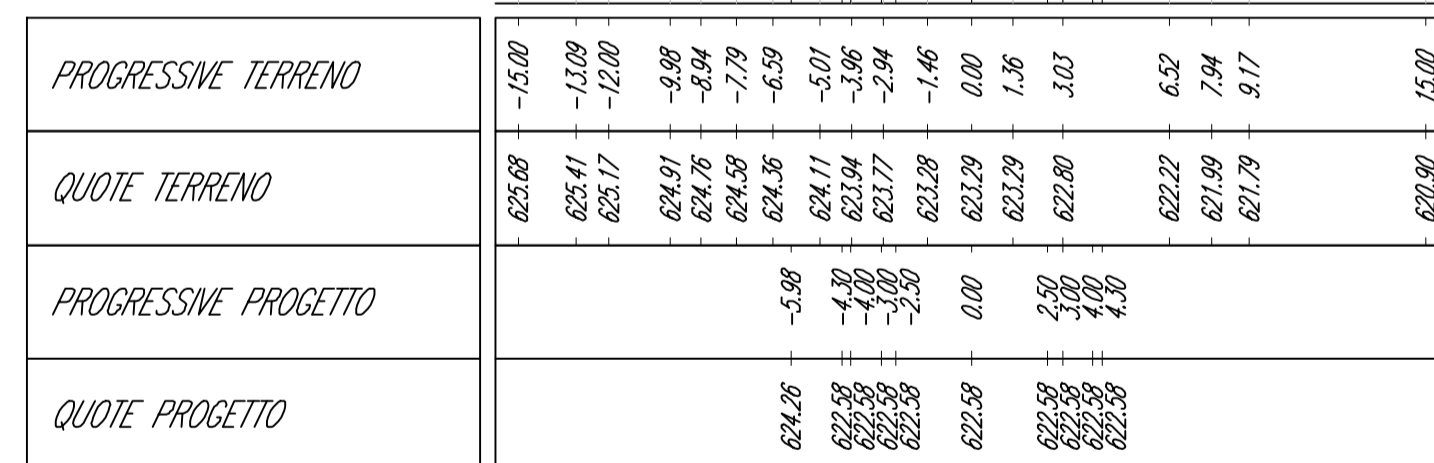 PROGRESSIVE TERRENO -15.00 -13.09 -12.00 -9.98 -8.94 -7.79 -6.59 -5.01 -3.96 -2.94 -1.46 0.00 1.36 3.03 6.52 7.94 9.17 15.00
QUOTE TERRENO 625.68 625.41 625.17 624.91 624.76 624.58 624.36 624.11 623.94 623.77 623.28 623.29 623.29 622.80 622.22 621.99 621.79 620.90
PROGRESSIVE PROGETTO -5.98 -4.30 -4.00 -3.00 -2.50 0.00 2.50 3.00 4.00 4.30
QUOTE PROGETTO 624.26 622.58 622.58 622.58 622.58 622.58 622.58 622.58 622.58 622.58